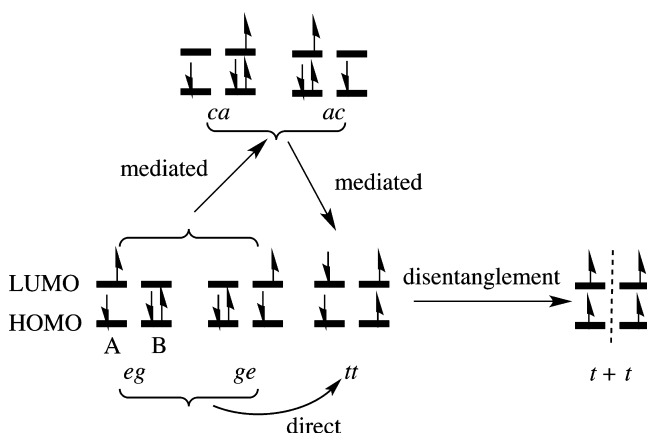 ca ac
mediated
mediated
LUMO
HOMO
disentanglement
A B
eg ge tt
t + t
direct